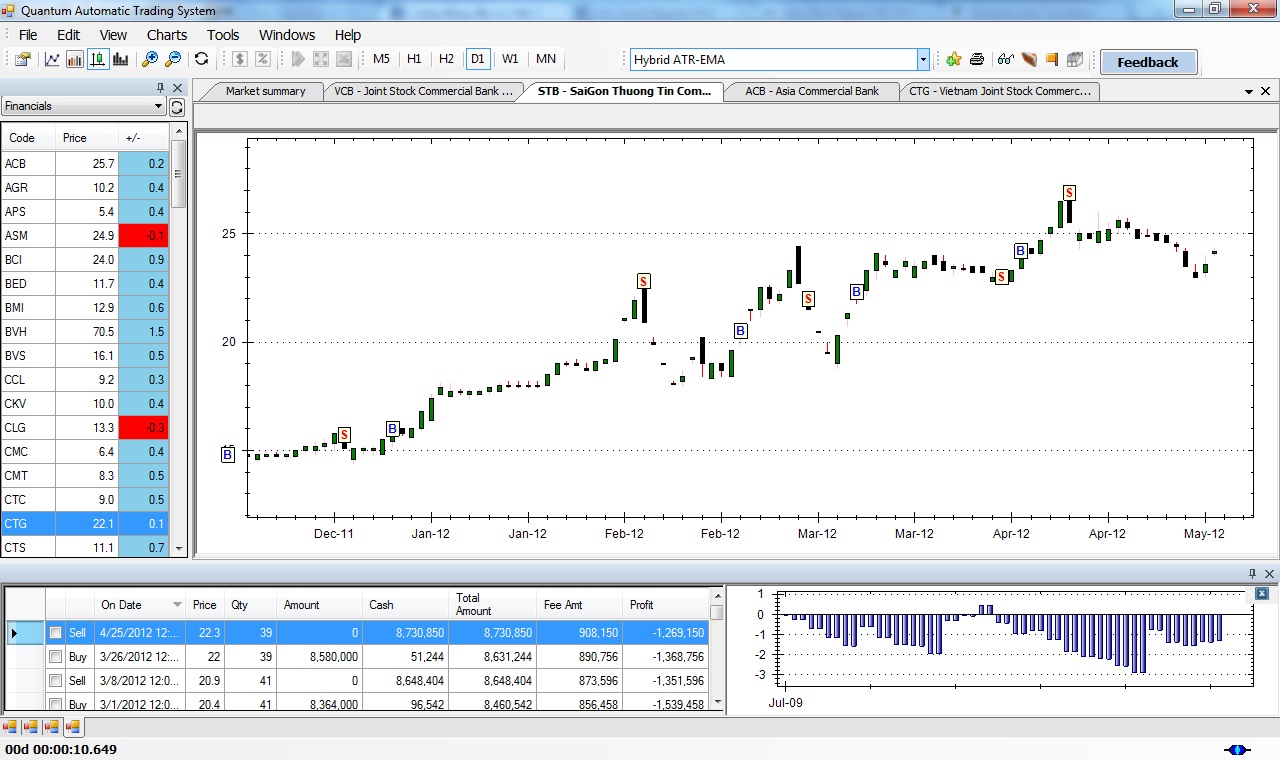 Quantum Automatic Trading System
File Edit View Charts Tools Windows Help
$ % M5 H1 H2 D1 W1 MN Hybrid ATR-EMA Feedback
Financials
Market summary VCB - Joint Stock Commercial Bank ... STB - SaiGon Thuong Tin Com... ACB - Asia Commercial Bank CTG - Vietnam Joint Stock Commerc...
Code Price +/-
ACB 25.7 0.2
AGR 10.2 0.4
APS 5.4 0.4
ASM 24.9 -0.1
BCI 24.0 0.9
BED 11.7 0.4
BMI 12.9 0.6
BVH 70.5 1.5
BVS 16.1 0.5
CCL 9.2 0.3
CKV 10.0 0.4
CLG 13.3 -0.3
CMC 6.4 0.4
CMT 8.3 0.5
CTC 9.0 0.5
CTG 22.1 0.1
CTS 11.1 0.7
S
25
B
S
S
S
B
20
B
S
B
15
B
Dec-11 Jan-12 Jan-12 Feb-12 Feb-12 Mar-12 Mar-12 Apr-12 Apr-12 May-12
On Date Price Qty Amount Cash Total Amount Fee Amt Profit
Sell 4/25/2012 12:... 22.3 39 0 8,730,850 8,730,850 908,150 -1,269,150
Buy 3/26/2012 12:... 22 39 8,580,000 51,244 8,631,244 890,756 -1,368,756
Sell 3/8/2012 12:0... 20.9 41 0 8,648,404 8,648,404 873,596 -1,351,596
Buy 3/1/2012 12:0... 20.4 41 8,364,000 96,542 8,460,542 856,458 -1,539,458
1
0
-1
-2
-3
Jul-09
00d 00:00:10.649